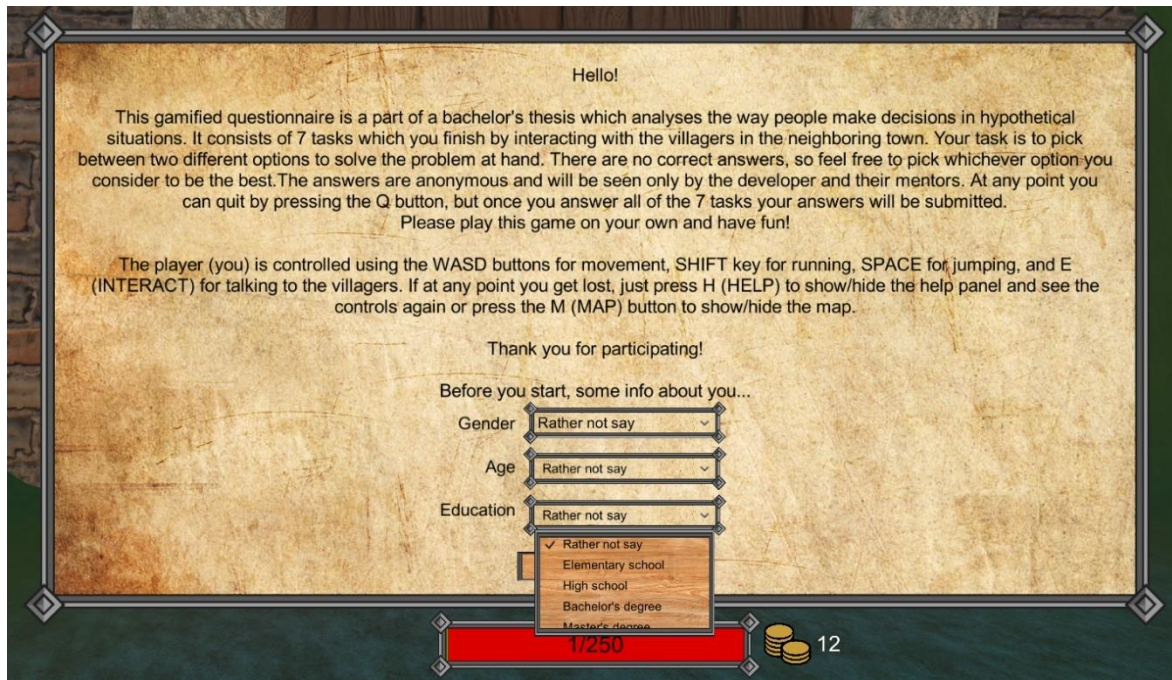 Hello!
This gamified questionnaire is a part of a bachelor's thesis which analyses the way people make decisions in hypothetical
situations. It consists of 7 tasks which you finish by interacting with the villagers in the neighboring town. Your task is to pick
between two different options to solve the problem at hand. There are no correct answers, so feel free to pick whichever option you
consider to be the best.The answers are anonymous and will be seen only by the developer and their mentors. At any point you
can quit by pressing the Q button, but once you answer all of the 7 tasks your answers will be submitted.
Please play this game on your own and have fun!
The player (you) is controlled using the WASD buttons for movement, SHIFT key for running, SPACE for jumping, and E
(INTERACT) for talking to the villagers. If at any point you get lost, just press H (HELP) to show/hide the help panel and see the
controls again or press the M (MAP) button to show/hide the map.
Thank you for participating!
Before you start, some info about you...
Gender Rather not say
Age Rather not say
Education Rather not say
✓ Rather not say
Elementary school
High school
Bachelor's degree
Master's degree
1/250 12